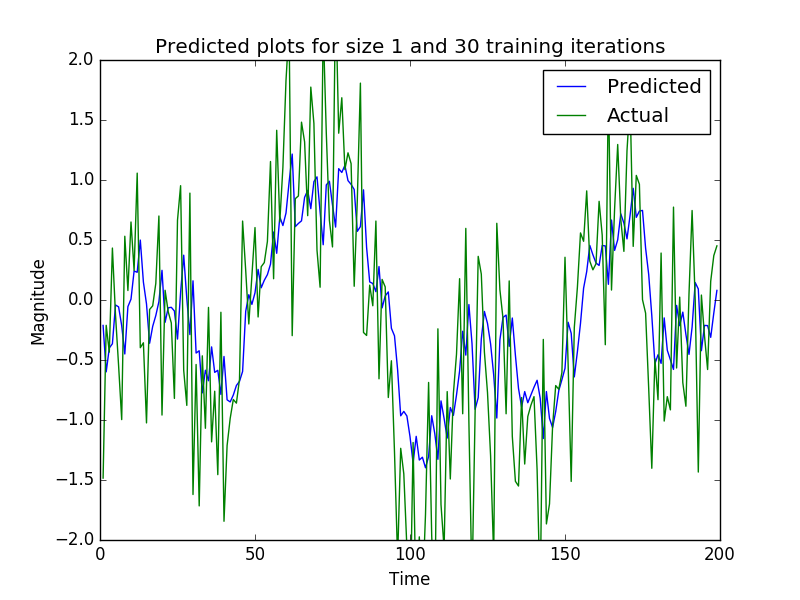 Predicted plots for size 1 and 30 training iterations
Predicted
Actual
Magnitude
2.0
1.5
1.0
0.5
0.0
−0.5
−1.0
−1.5
−2.0
0
50
100
150
200
Time